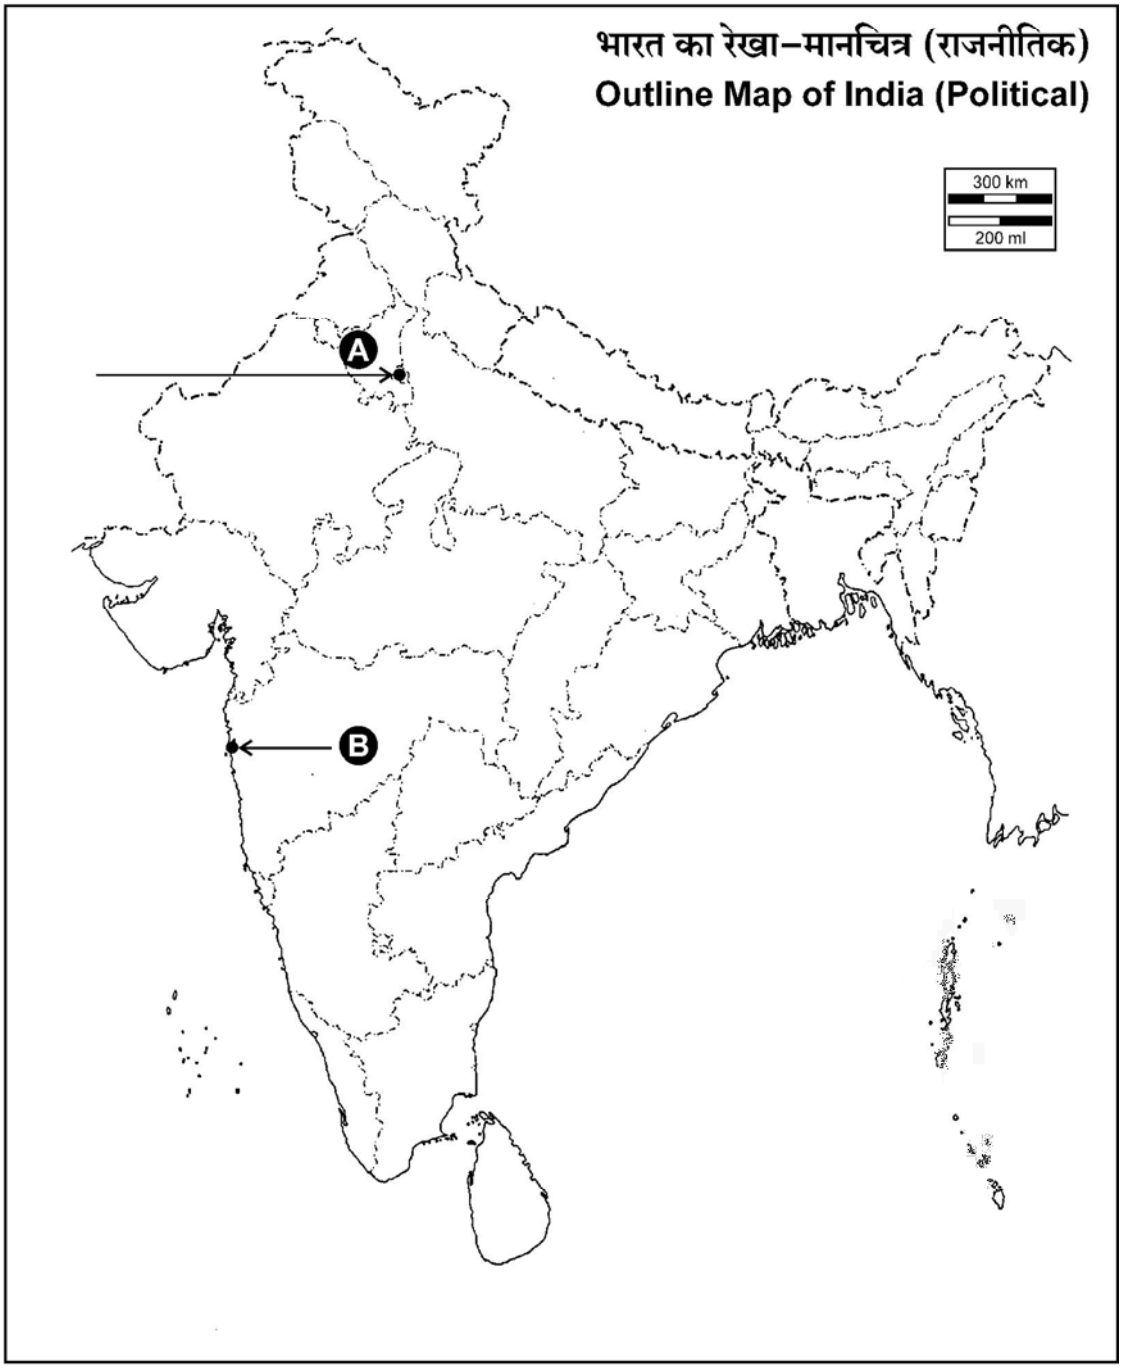 भारत का रेखा–मानचित्र (राजनीतिक)
Outline Map of India (Political)
300 km
200 ml
A
B